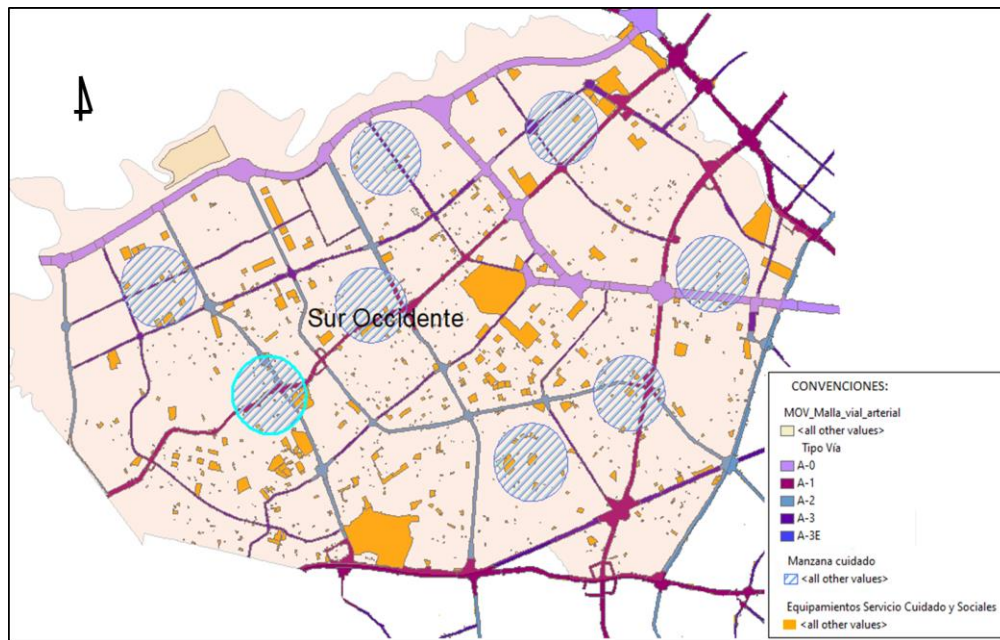 Sur Occidente
CONVENCIONES:
MOV_Malla_vial_arterial
<all other values>
Tipo Vía
A-0
A-1
A-2
A-3
A-3E
Manzana cuidado
<all other values>
Equipamientos Servicio Cuidado y Sociales
<all other values>